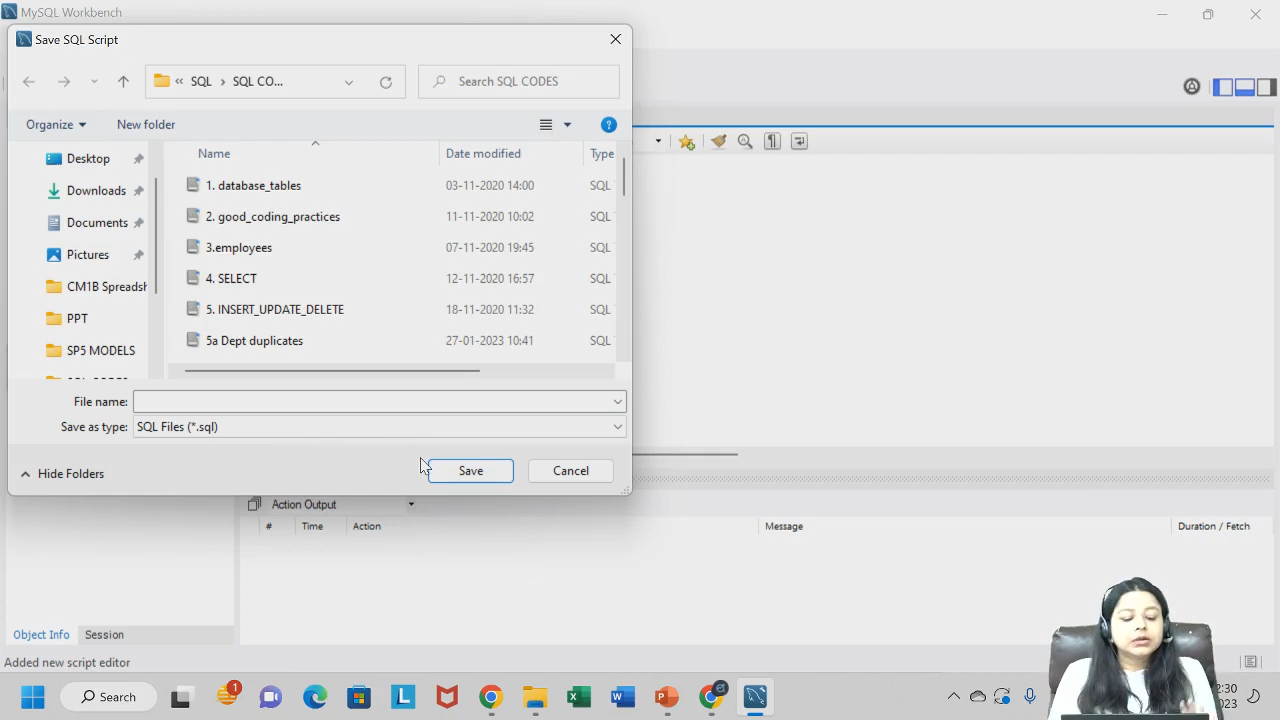 MySQL Workbench
Save SQL Script
« SQL › SQL CO...
Search SQL CODES
Organize
New folder
Name
Date modified
Type
Desktop
Downloads
Documents
Pictures
CM1B Spreadsh
PPT
SP5 MODELS
1. database_tables 03-11-2020 14:00 SQL
2. good_coding_practices 11-11-2020 10:02 SQL
3.employees 07-11-2020 19:45 SQL
4. SELECT 12-11-2020 16:57 SQL
5. INSERT_UPDATE_DELETE 18-11-2020 11:32 SQL
5a Dept duplicates 27-01-2023 10:41 SQL
File name:
Save as type: SQL Files (*.sql)
Hide Folders
Save
Cancel
Action Output
# Time Action Message Duration / Fetch
Object Info Session
Added new script editor
Search
1
a
2:30
023